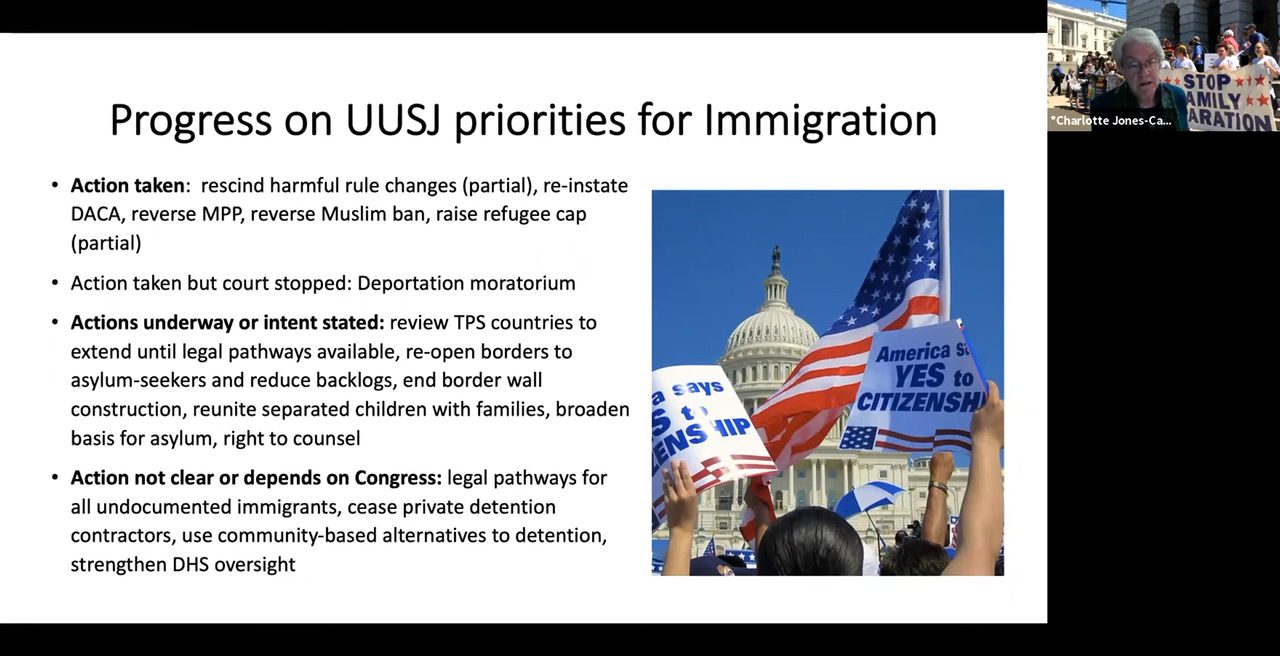 Progress on UUSJ priorities for Immigration
• Action taken:  rescind harmful rule changes (partial), re-instate
DACA, reverse MPP, reverse Muslim ban, raise refugee cap
(partial)
• Action taken but court stopped: Deportation moratorium
• Actions underway or intent stated: review TPS countries to
extend until legal pathways available, re-open borders to
asylum-seekers and reduce backlogs, end border wall
construction, reunite separated children with families, broaden
basis for asylum, right to counsel
• Action not clear or depends on Congress: legal pathways for
all undocumented immigrants, cease private detention
contractors, use community-based alternatives to detention,
strengthen DHS oversight
a says
S to
ZENSHIP
America S
YES to
CITIZENSHI
STOP
AMILY
ARATION
*Charlotte Jones-Ca...